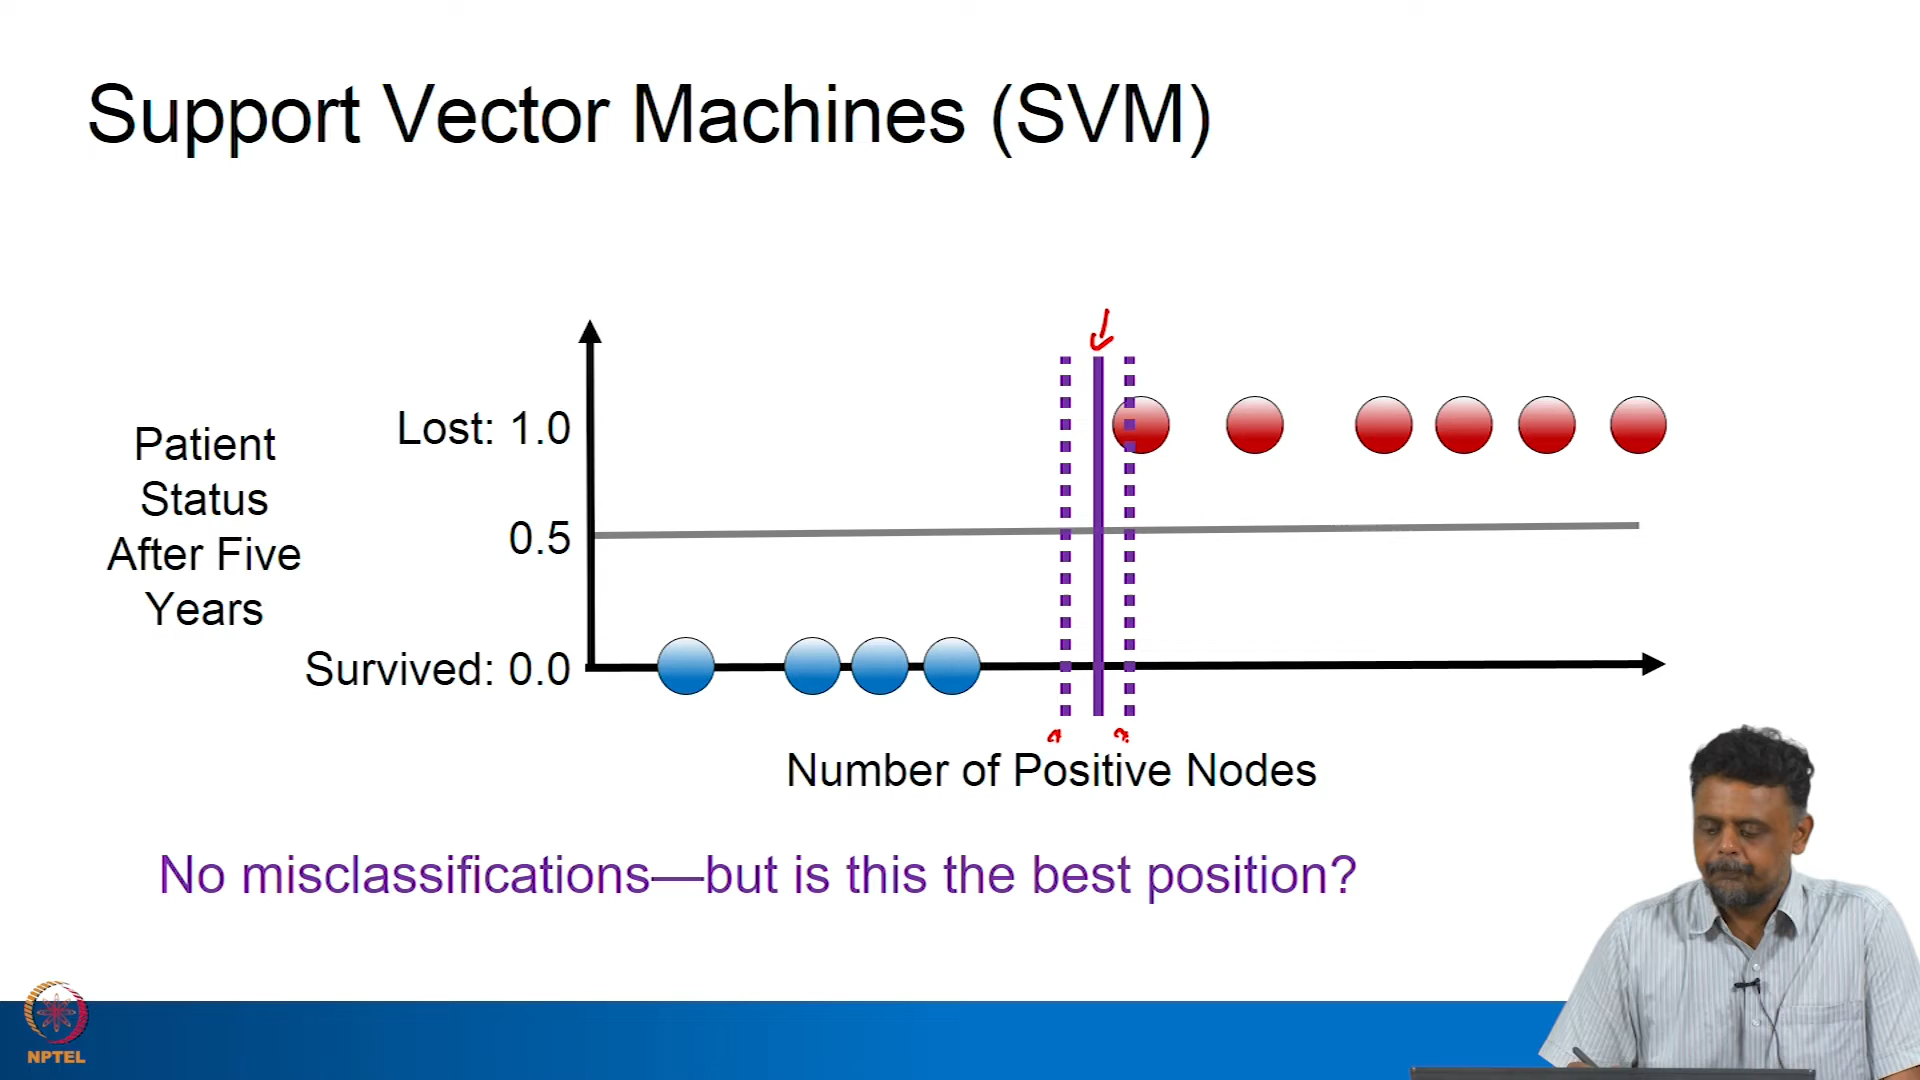 Support Vector Machines (SVM)
Patient
Status
After Five
Years
Lost: 1.0
0.5
Survived: 0.0
Number of Positive Nodes
No misclassifications—but is this the best position?
NPTEL